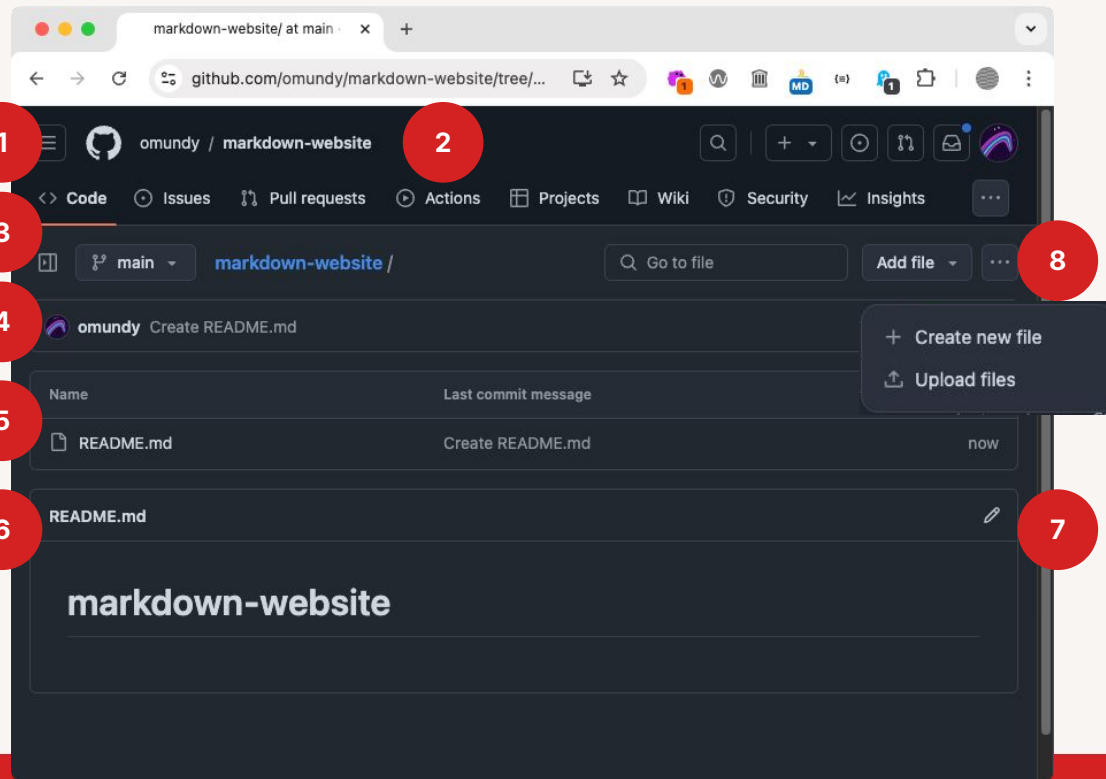 markdown-website/ at main ·
github.com/omundy/markdown-website/tree/...
1
MD
{=}
1
1
omundy / markdown-website
2
Code Issues Pull requests Actions Projects Wiki Security Insights ...
3
main markdown-website /
Go to file
Add file ...
8
4
omundy Create README.md
+ Create new file
Upload files
5
Name Last commit message
README.md Create README.md now
6
README.md
7
markdown-website